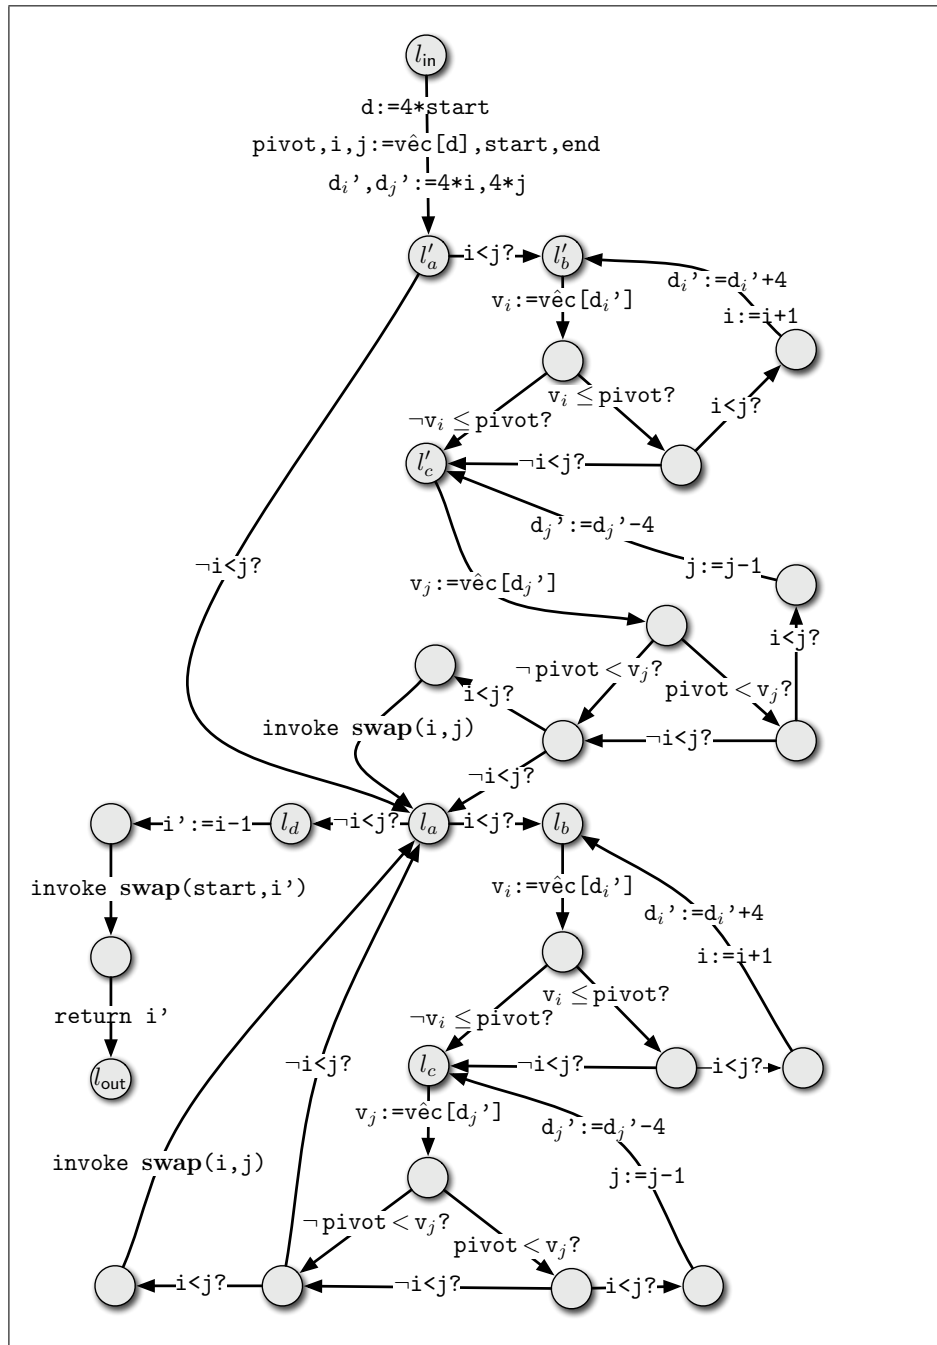 l_in
d:=4*start
pivot,i,j:=vêc[d],start,end
d_i',d_j':=4*i,4*j
l'_a
i<j?
l'_b
d_i':=d_i'+4
v_i:=vêc[d_i']
i:=i+1
v_i ≤ pivot?
¬v_i ≤ pivot?
i<j?
l'_c
¬i<j?
d_j':=d_j'-4
¬i<j?
v_j:=vêc[d_j']
j:=j-1
i<j?
¬ pivot < v_j?
pivot < v_j?
i<j?
invoke swap(i,j)
¬i<j?
¬i<j?
i':=i-1
l_d
¬i<j?
l_a
i<j?
l_b
invoke swap(start,i')
v_i:=vêc[d_i']
d_i':=d_i'+4
i:=i+1
v_i ≤ pivot?
return i'
¬v_i ≤ pivot?
¬i<j?
l_c
¬i<j?
i<j?
l_out
v_j:=vêc[d_j']
d_j':=d_j'-4
invoke swap(i,j)
j:=j-1
¬ pivot < v_j?
pivot < v_j?
i<j?
¬i<j?
i<j?